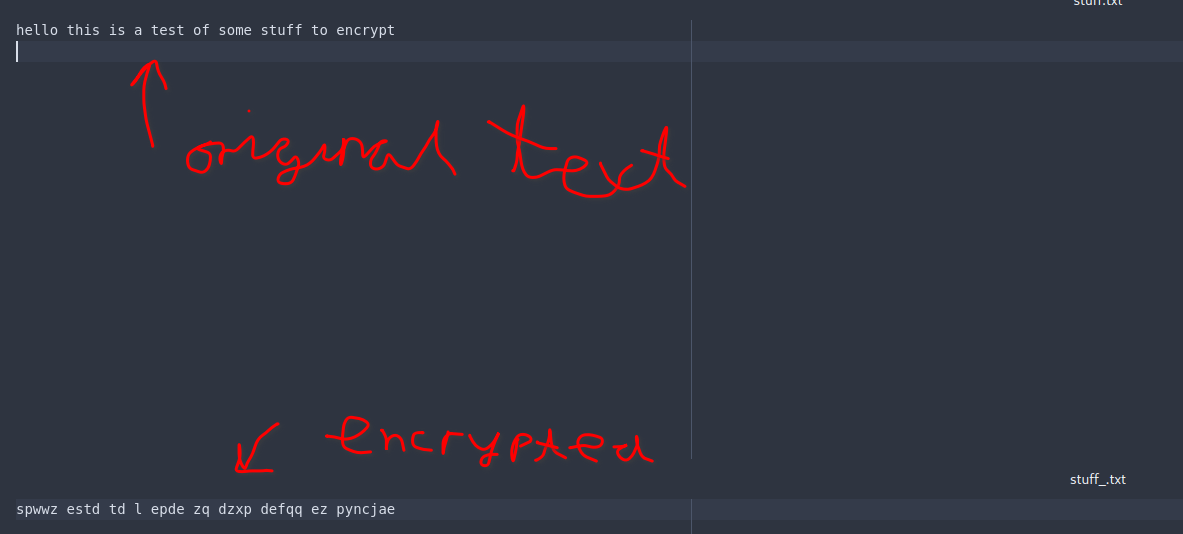 stuff.txt
hello this is a test of some stuff to encrypt
original text
encrypted
stuff_.txt
spwwz estd td l epde zq dzxp defqq ez pyncjae